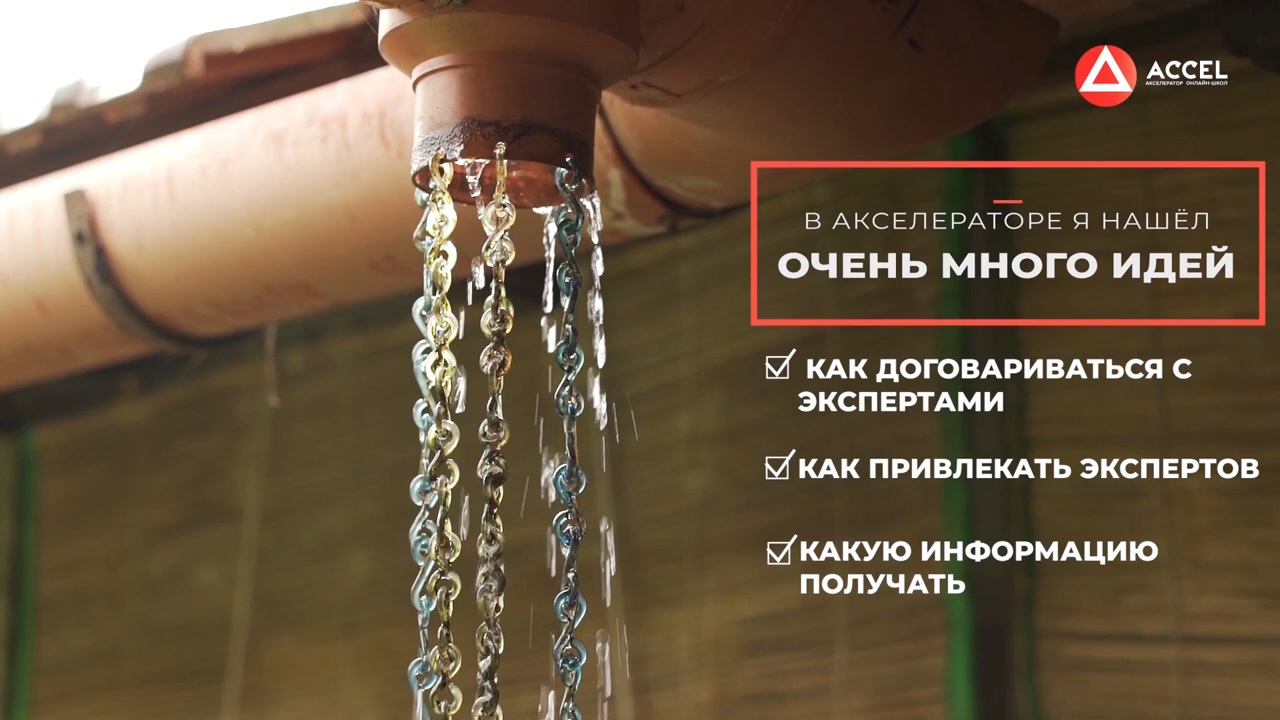 ACCEL
АКСЕЛЕРАТОР ОНЛАЙН-ШКОЛ
В АКСЕЛЕРАТОРЕ Я НАШЁЛ
ОЧЕНЬ МНОГО ИДЕЙ
КАК ДОГОВАРИВАТЬСЯ С
ЭКСПЕРТАМИ
КАК ПРИВЛЕКАТЬ ЭКСПЕРТОВ
КАКУЮ ИНФОРМАЦИЮ
ПОЛУЧАТЬ